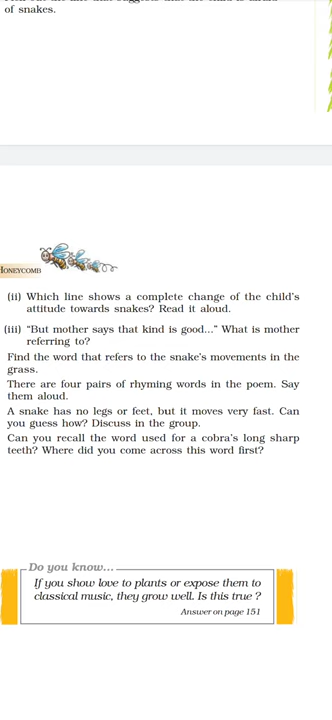 of snakes.
HONEYCOMB
(ii) Which line shows a complete change of the child's
attitude towards snakes? Read it aloud.
(iii) "But mother says that kind is good..." What is mother
referring to?
Find the word that refers to the snake's movements in the
grass.
There are four pairs of rhyming words in the poem. Say
them aloud.
A snake has no legs or feet, but it moves very fast. Can
you guess how? Discuss in the group.
Can you recall the word used for a cobra's long sharp
teeth? Where did you come across this word first?
Do you know...
If you show love to plants or expose them to
classical music, they grow well. Is this true ?
Answer on page 151